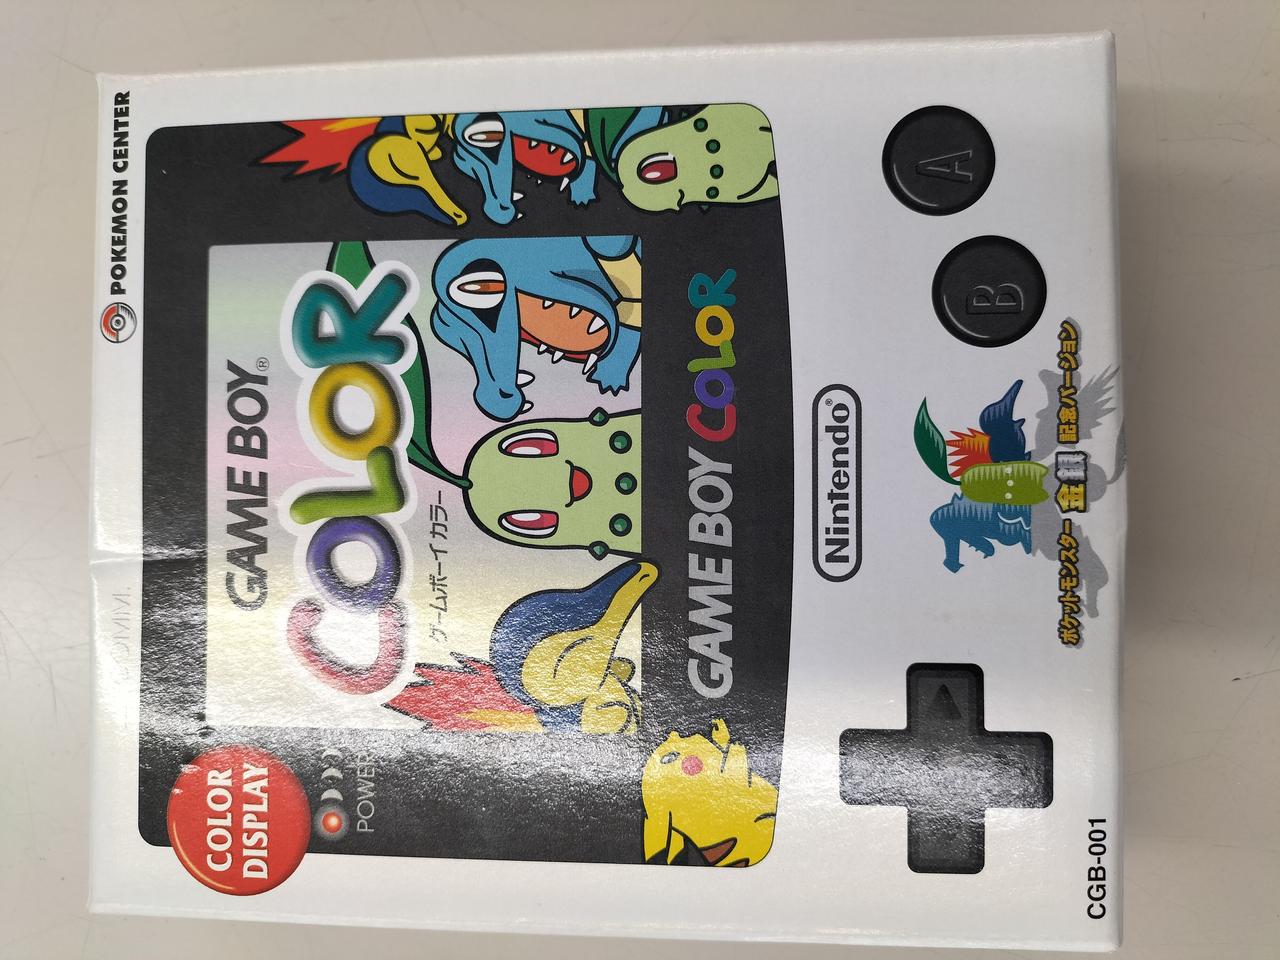 POKEMON CENTER
COMM.
COLOR
DISPLAY
POWER
GAME BOY®
COLOR
ゲームボーイカラー
GAME BOY COLOR
Nintendo®
A
B
ポケットモンスター 金銀 記念バージョン
CGB-001